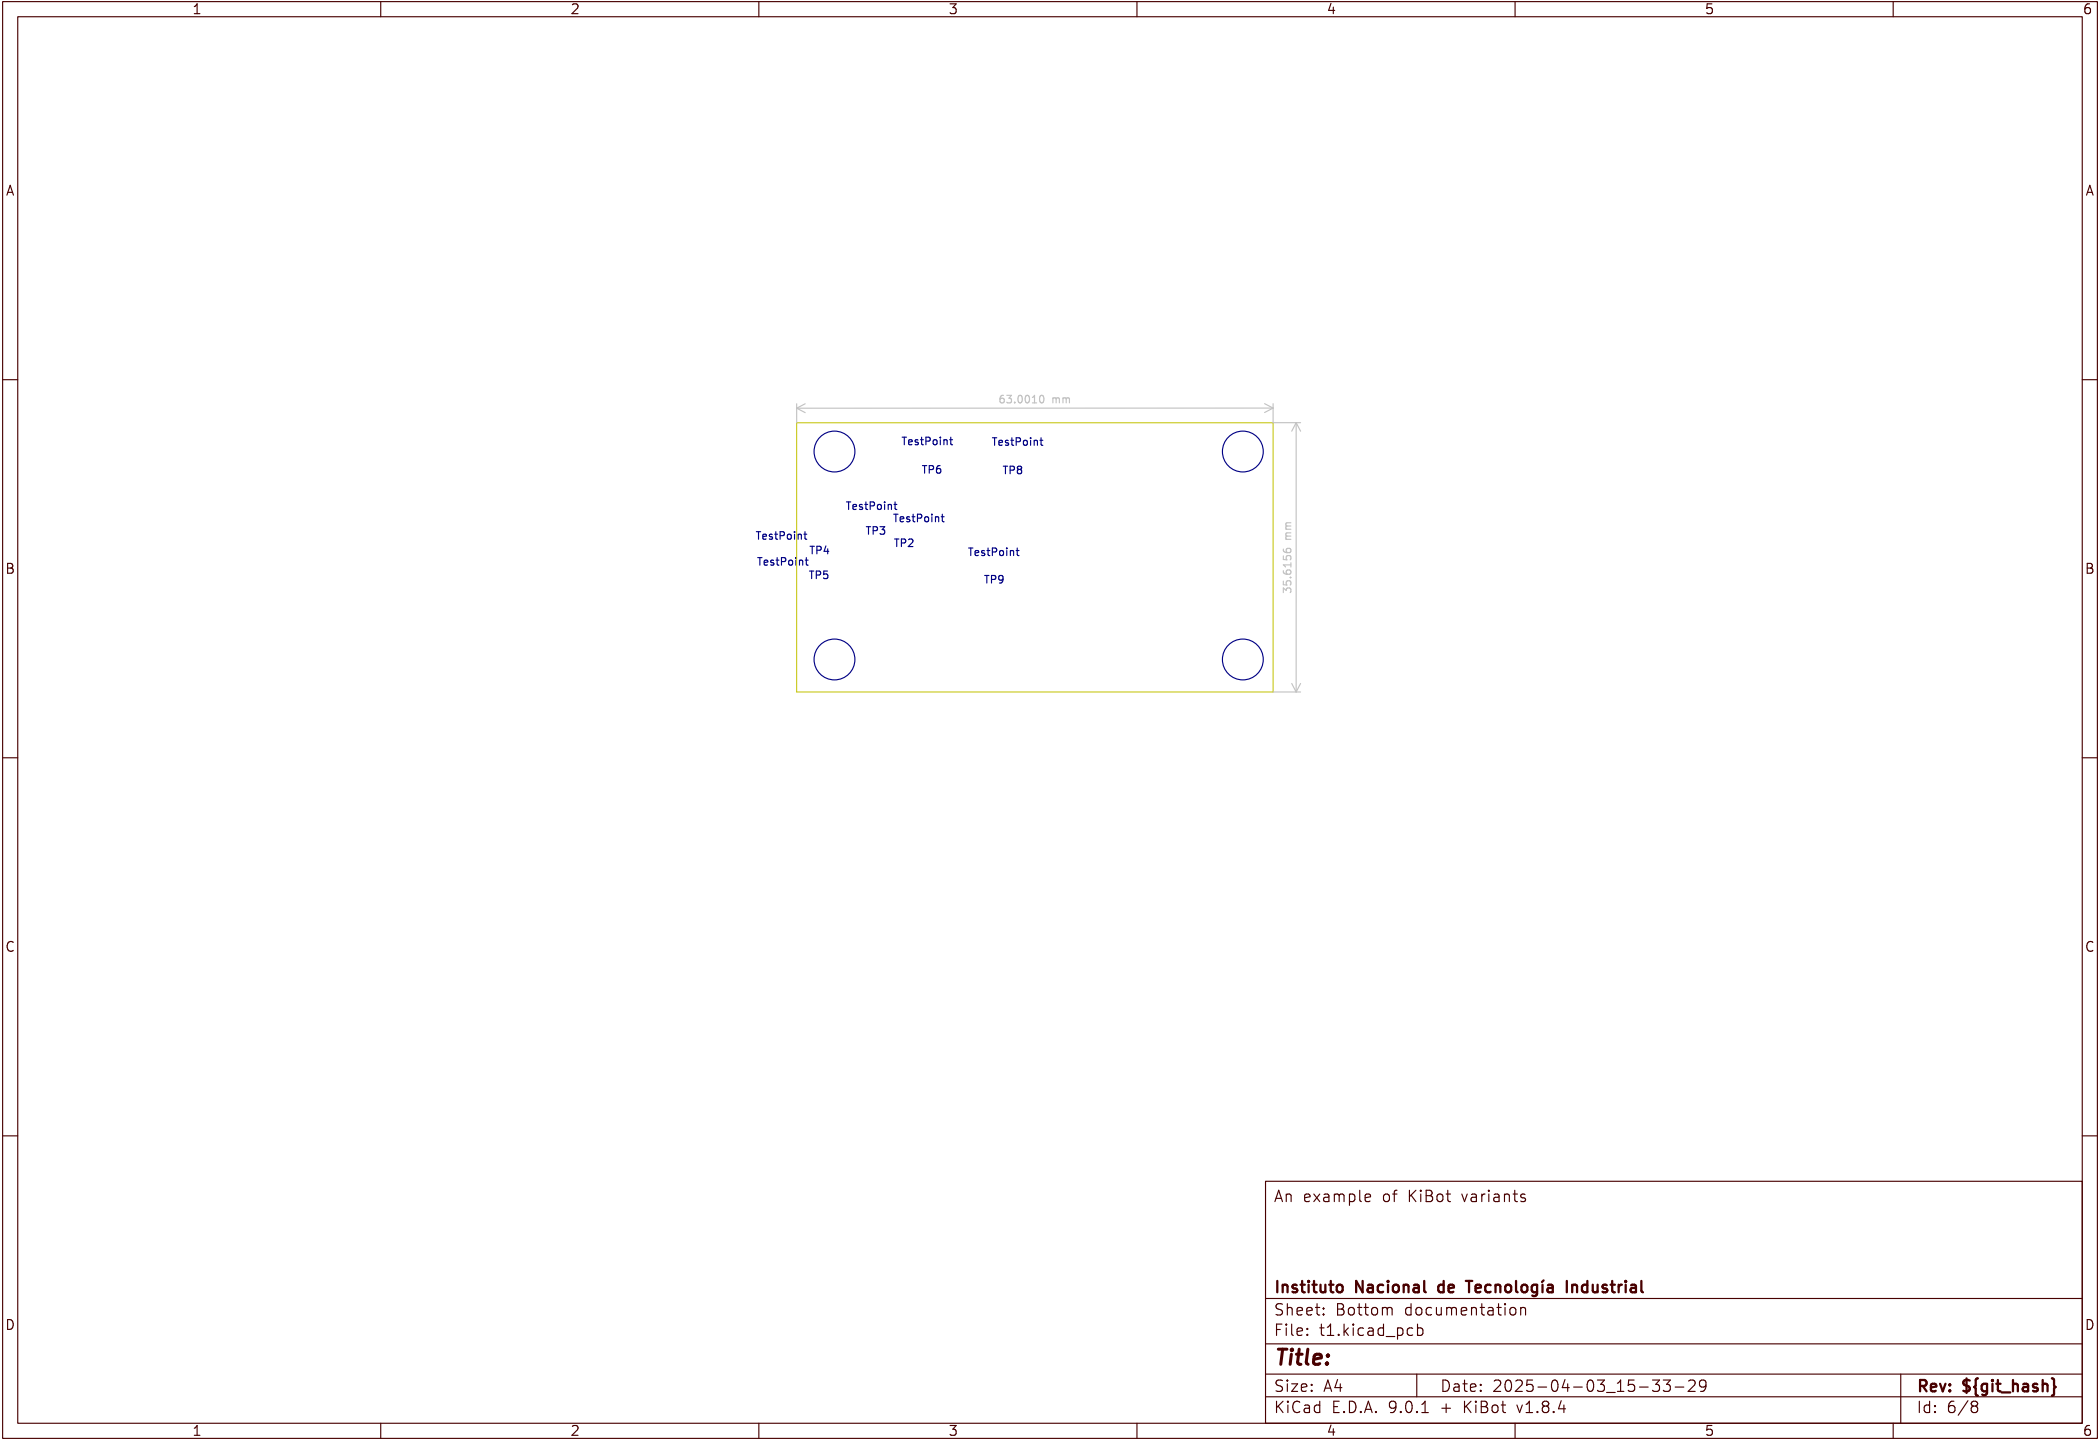 1 2 3 4 5 6
A A
63.0010 mm
TestPoint TestPoint
TP6 TP8
TestPoint
TestPoint
TP3
TestPoint
TP2
TP4
TestPoint
35.6156 mm
TestPoint
B B
TP5
TP9
C C
An example of KiBot variants
Instituto Nacional de Tecnología Industrial
Sheet: Bottom documentation
D D
File: t1.kicad_pcb
Title:
Size: A4 Date: 2025-04-03_15-33-29 Rev: ${git_hash}
KiCad E.D.A. 9.0.1 + KiBot v1.8.4 Id: 6/8
1 2 3 4 5 6